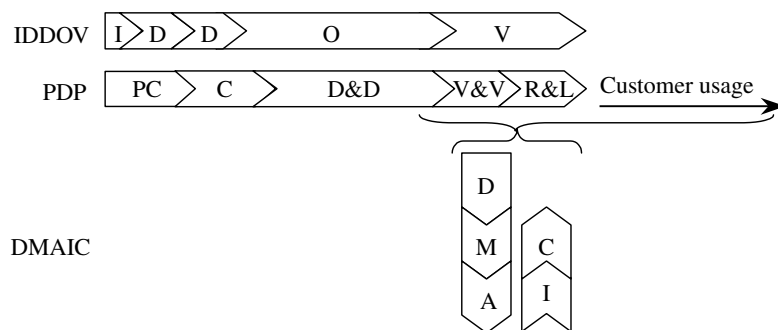 IDDOV I D D O V
PDP PC C D&D V&V R&L Customer usage
D
DMAIC M C
A I